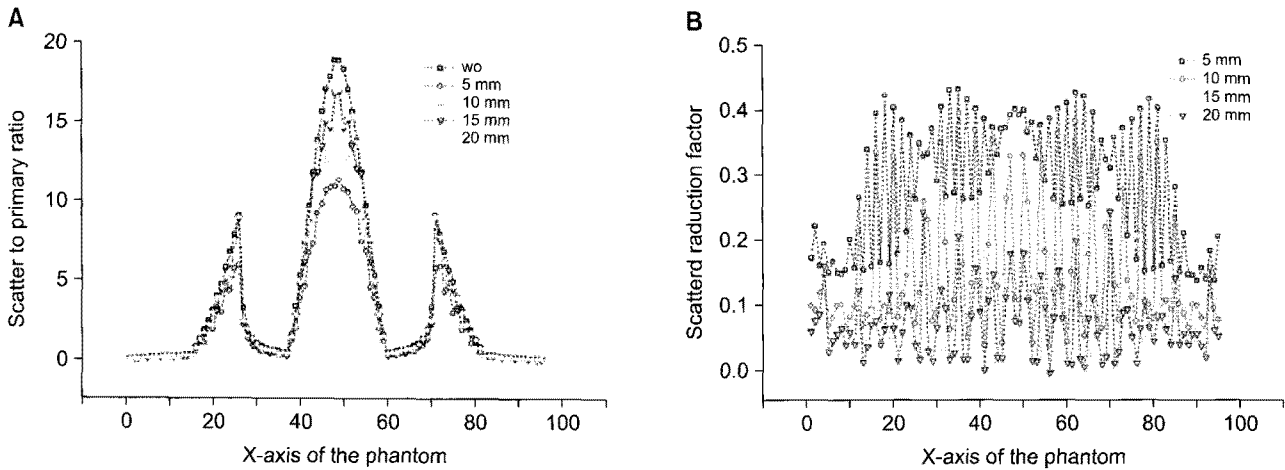 A
Scatter to primary ratio
20
15
10
5
0
wo
5 mm
10 mm
15 mm
20 mm
0 20 40 60 80 100
X-axis of the phantom
B
Scatterd raduction factor
0.5
0.4
0.3
0.2
0.1
0.0
5 mm
10 mm
15 mm
20 mm
0 20 40 60 80 100
X-axis of the phantom